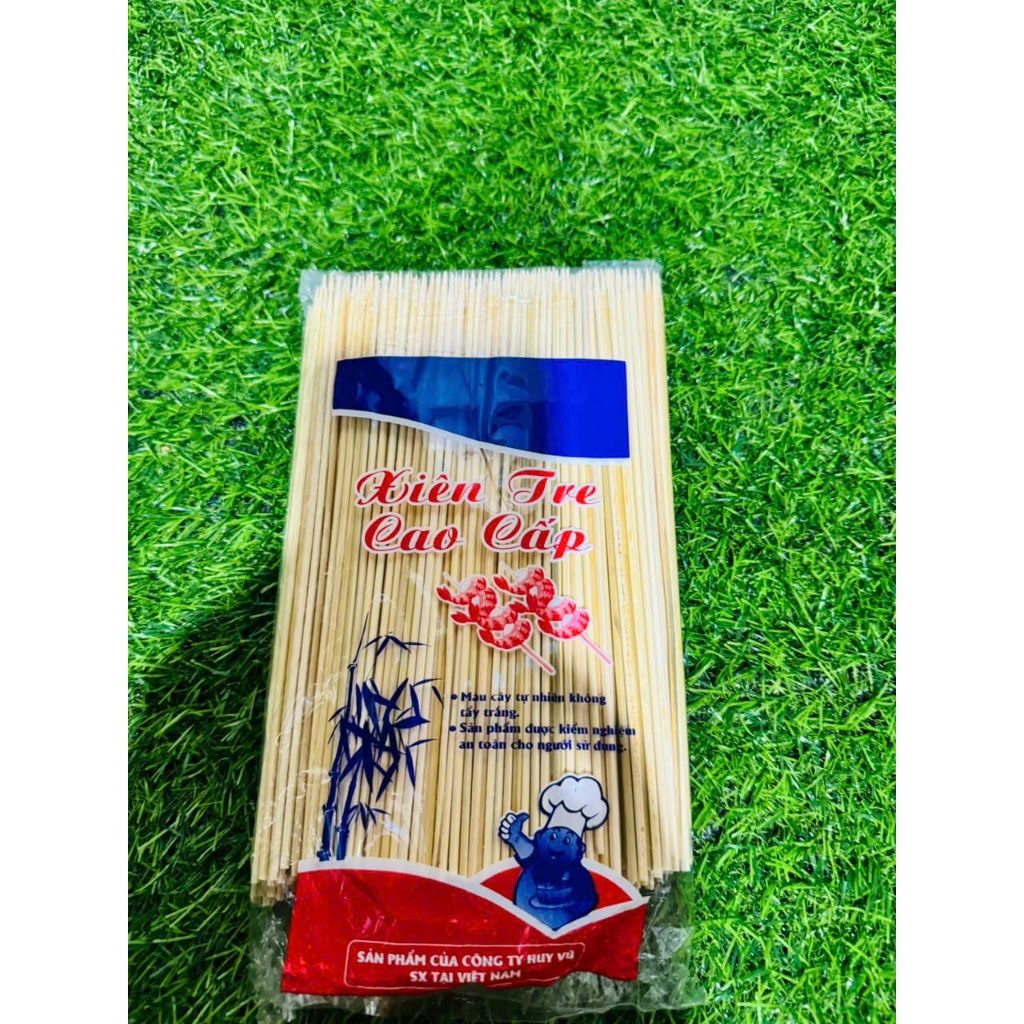 Xiên Tre
Cao Cấp
• Màu cây tự nhiên không
tẩy trắng.
• Sản phẩm được kiểm nghiệm
an toàn cho người sử dụng.
SẢN PHẨM CỦA CÔNG TY HUY VŨ
SX TẠI VIỆT NAM